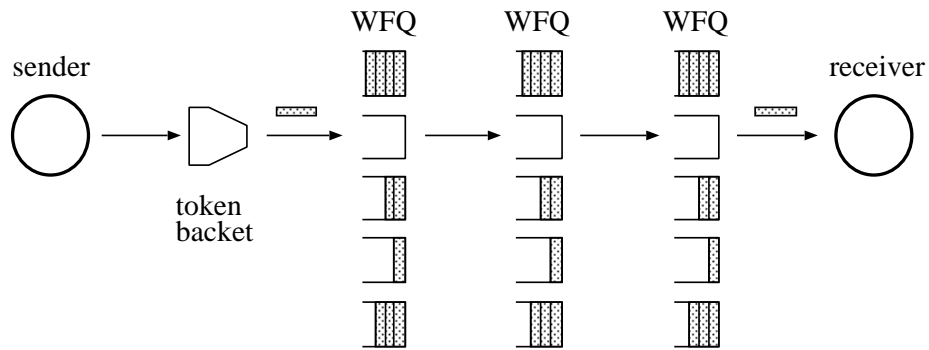 WFQ WFQ WFQ
sender
receiver
token
backet